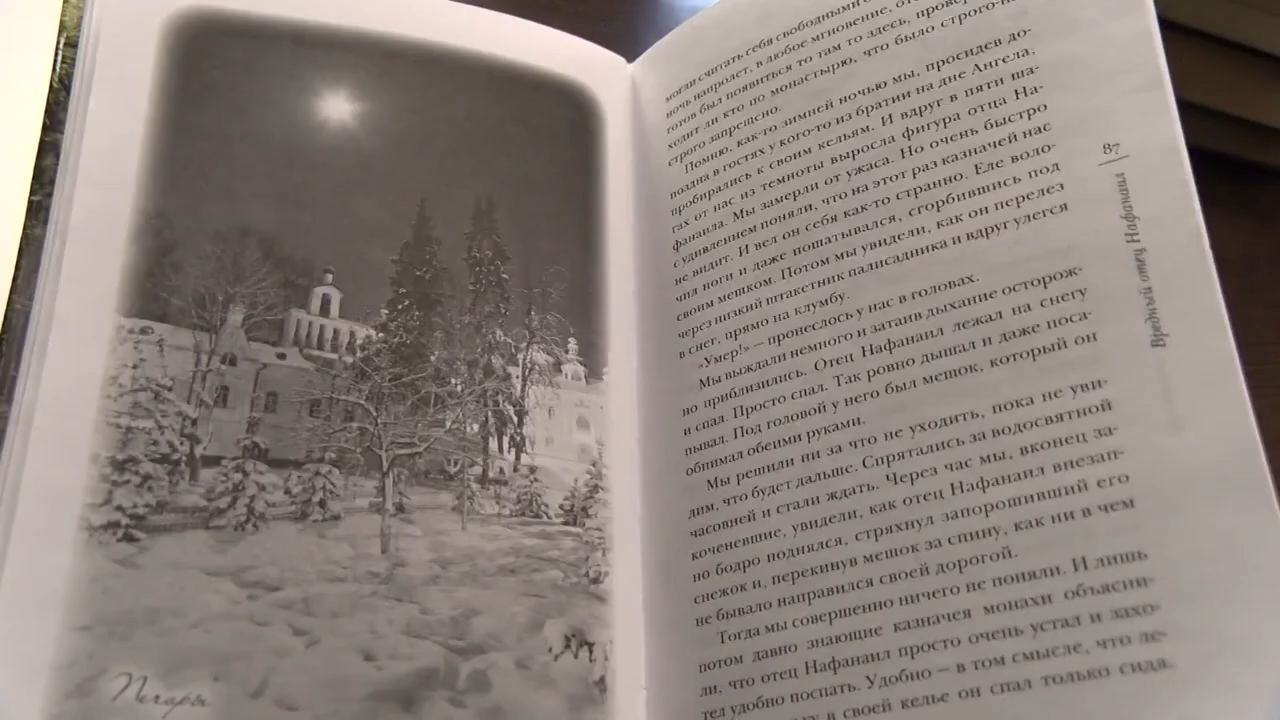 Печоры
могли считать себя свободными
ночь напролет, в любое мгновение,
готов был появиться то там то здесь,
ходит ли кто по монастырю, что было строго-на-
строго запрещено.
Помню, как-то зимней ночью мы, просидев до-
поздна в гостях у кого-то из братии на дне Ангела,
пробирались к своим кельям. И вдруг в пяти ша-
гах от нас из темноты выросла фигура отца На-
фанаила. Мы замерли от ужаса. Но очень быстро
с удивлением поняли, что на этот раз казначей нас
не видит. И вел он себя как-то странно. Еле воло-
чил ноги и даже пошатывался, сгорбившись под
своим мешком. Потом мы увидели, как он перелез
через низкий штакетник палисадника и вдруг улегся
в снег, прямо на клумбу.
«Умер!» — пронеслось у нас в головах.
Мы выждали немного и затаив дыхание осторож-
но приблизились. Отец Нафанаил лежал на снегу
и спал. Просто спал. Так ровно дышал и даже поса-
пывал. Под головой у него был мешок, который он
обнимал обеими руками.
Мы решили ни за что не уходить, пока не уви-
дим, что будет дальше. Спрятались за водосвятной
часовней и стали ждать. Через час мы, вконец за-
коченевшие, увидели, как отец Нафанаил внезап-
но бодро поднялся, стряхнул запорошивший его
снежок и, перекинув мешок за спину, как ни в чем
не бывало направился своей дорогой.
Тогда мы совершенно ничего не поняли. И лишь
потом давно знающие казначея монахи объясни-
ли, что отец Нафанаил просто очень устал и захо-
тел удобно поспать. Удобно — в том смысле, что ле-
в своей келье он спал только сидя.
87
Вредный отец Нафанаил